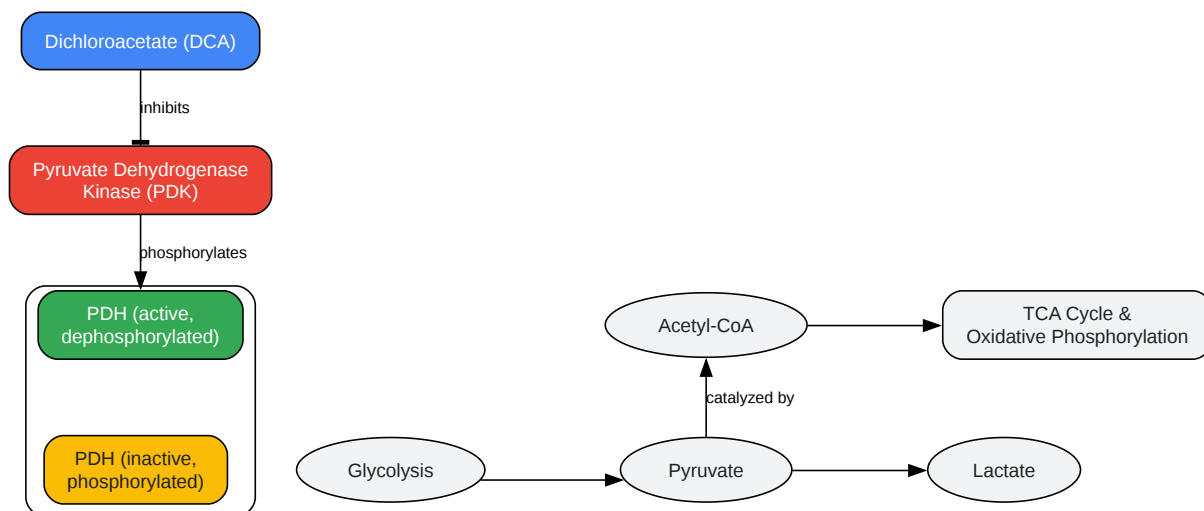 Dichloroacetate (DCA)
inhibits
Pyruvate Dehydrogenase
Kinase (PDK)
phosphorylates
PDH (active,
dephosphorylated)
PDH (inactive,
phosphorylated)
Acetyl-CoA
TCA Cycle &
Oxidative Phosphorylation
catalyzed by
Glycolysis
Pyruvate
Lactate